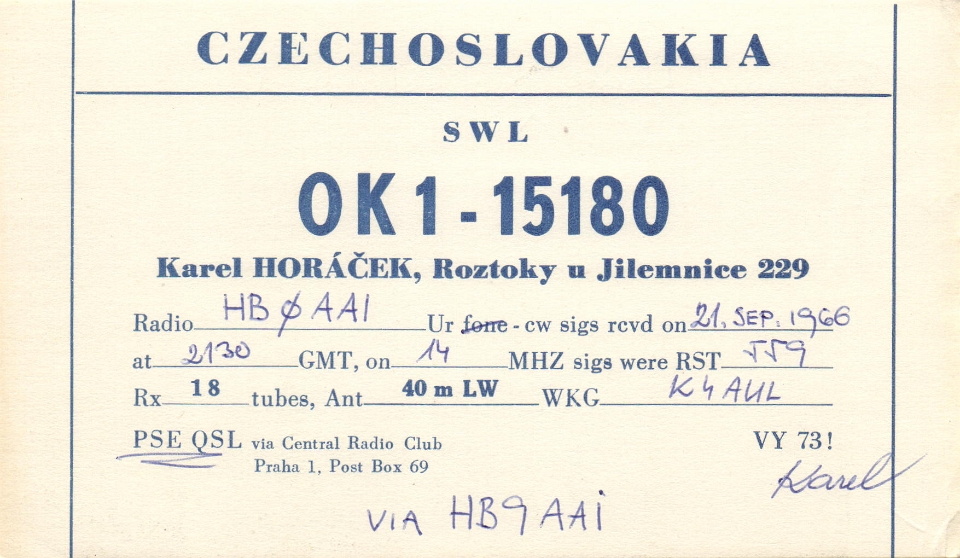 CZECHOSLOVAKIA
SWL
OK1-15180
Karel HORÁČEK, Roztoky u Jilemnice 229
Radio HBØAAI Ur fone - cw sigs rcvd on 21. SEP. 1966
at 2130 GMT, on 14 MHZ sigs were RST 559
Rx 18 tubes, Ant 40 m LW WKG K4AUL
PSE QSL via Central Radio Club VY 73!
Praha 1, Post Box 69
Karel
VIA HB9AAI